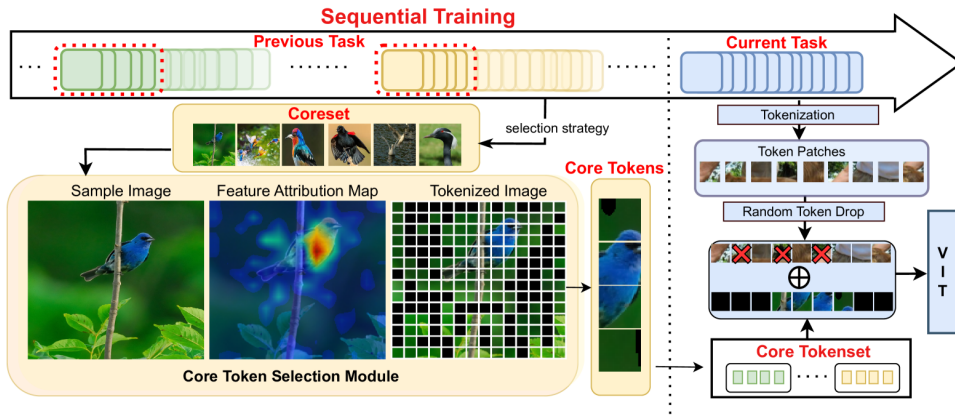 Sequential Training
Previous Task
Current Task
Coreset
selection strategy
Tokenization
Token Patches
Core Tokens
Sample Image
Feature Attribution Map
Tokenized Image
Random Token Drop
V
I
T
Core Tokenset
Core Token Selection Module